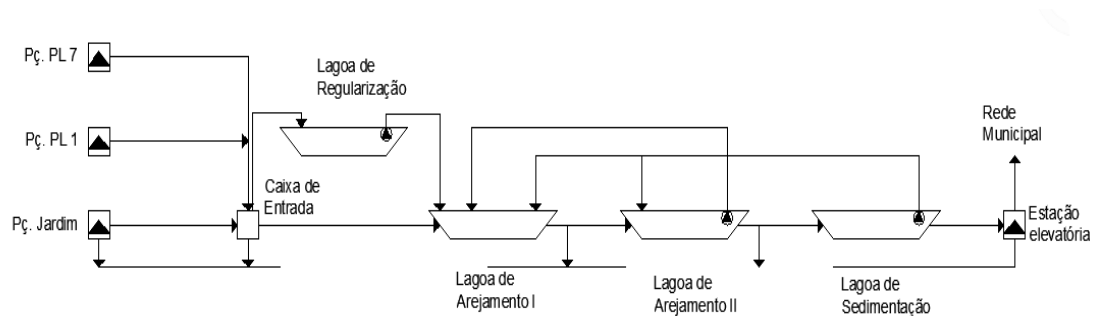 Pç. PL 7
Lagoa de
Regularização
Pç. PL 1
Rede
Municipal
Caixa de
Entrada
Pç. Jardim
Estação
elevatória
Lagoa de
Arejamento I
Lagoa de
Arejamento II
Lagoa de
Sedimentação